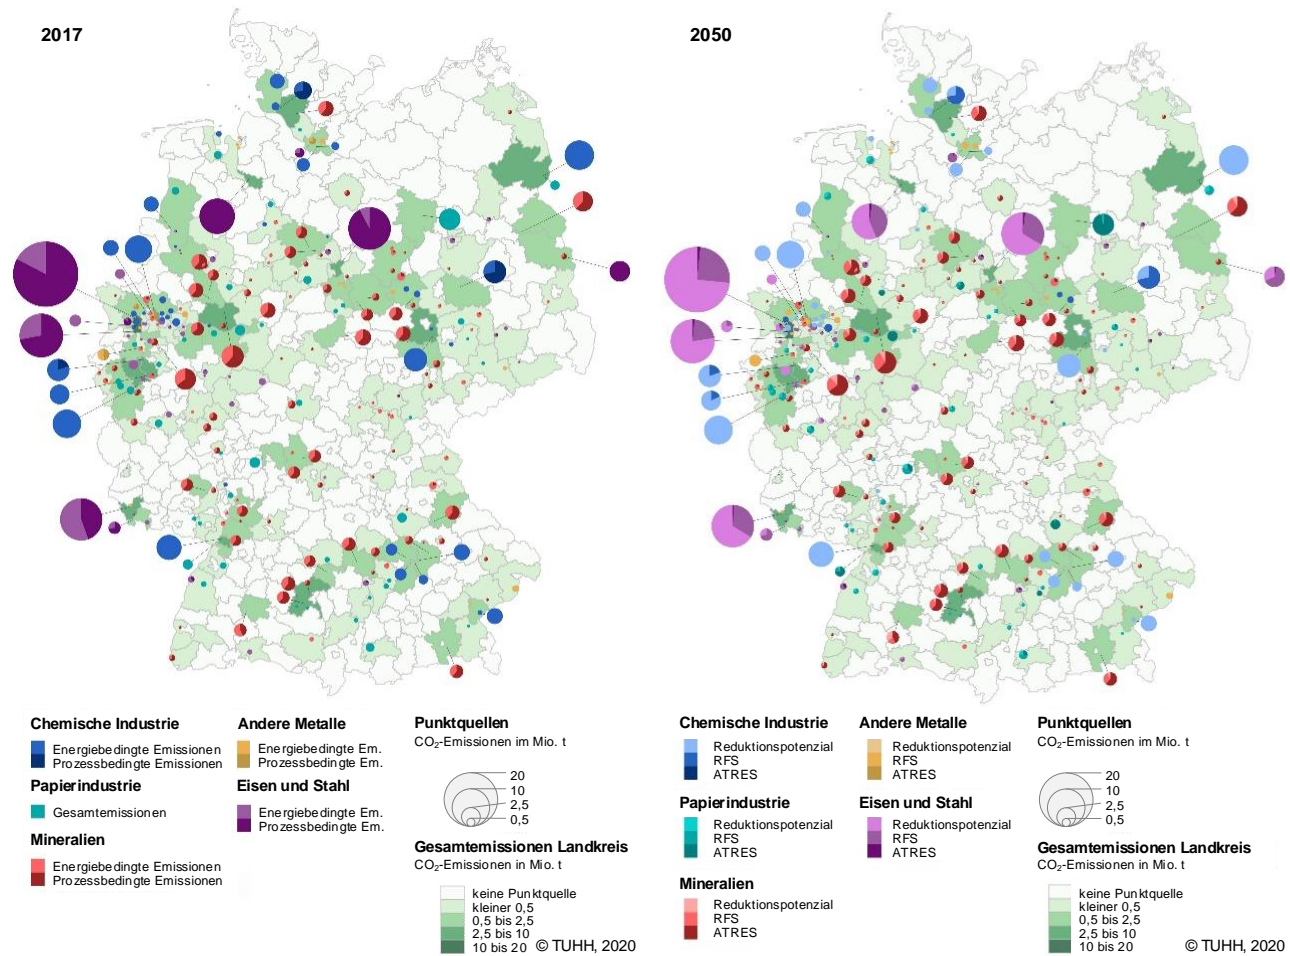 2017
2050
Chemische Industrie
Energiebedingte Emissionen
Prozessbedingte Emissionen
Papierindustrie
Gesamtemissionen
Mineralien
Energiebedingte Emissionen
Prozessbedingte Emissionen
Andere Metalle
Energiebedingte Em.
Prozessbedingte Em.
Eisen und Stahl
Energiebedingte Em.
Prozessbedingte Em.
Punktquellen
CO₂-Emissionen im Mio. t
20
10
2,5
0,5
Gesamtemissionen Landkreis
CO₂-Emissionen in Mio. t
keine Punktquelle
kleiner 0,5
0,5 bis 2,5
2,5 bis 10
10 bis 20
© TUHH, 2020
Chemische Industrie
Reduktionspotenzial
RFS
ATRES
Papierindustrie
Reduktionspotenzial
RFS
ATRES
Mineralien
Reduktionspotenzial
RFS
ATRES
Andere Metalle
Reduktionspotenzial
RFS
ATRES
Eisen und Stahl
Reduktionspotenzial
RFS
ATRES
Punktquellen
CO₂-Emissionen im Mio. t
20
10
2,5
0,5
Gesamtemissionen Landkreis
CO₂-Emissionen in Mio. t
keine Punktquelle
kleiner 0,5
0,5 bis 2,5
2,5 bis 10
10 bis 20
© TUHH, 2020